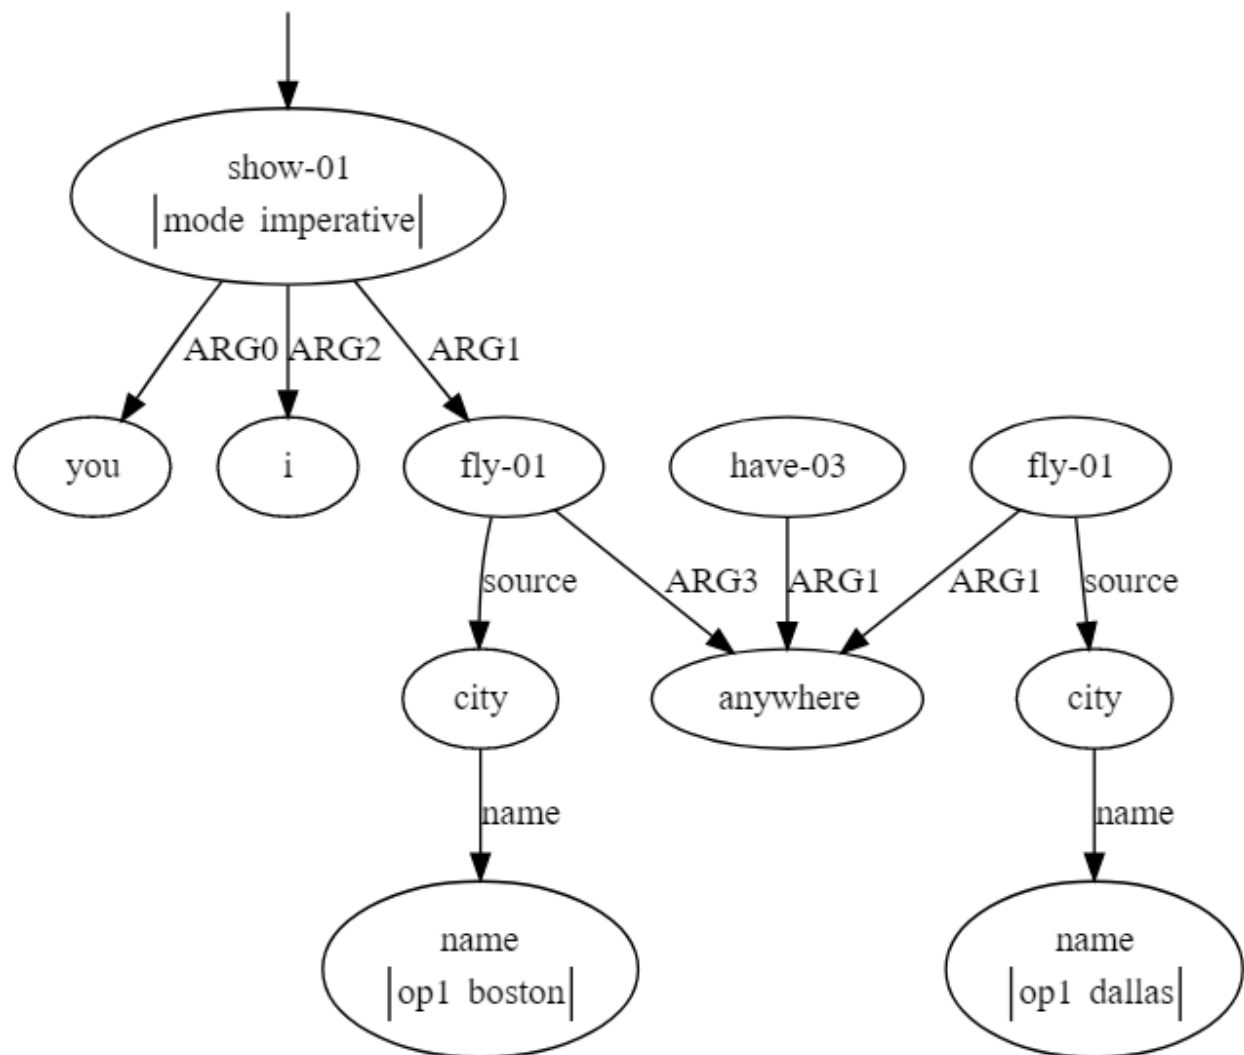 show-01
|mode imperative|
ARG0 ARG2 ARG1
you i fly-01 have-03 fly-01
source ARG3 ARG1 ARG1 source
city anywhere city
name name
name name
|op1 boston| |op1 dallas|